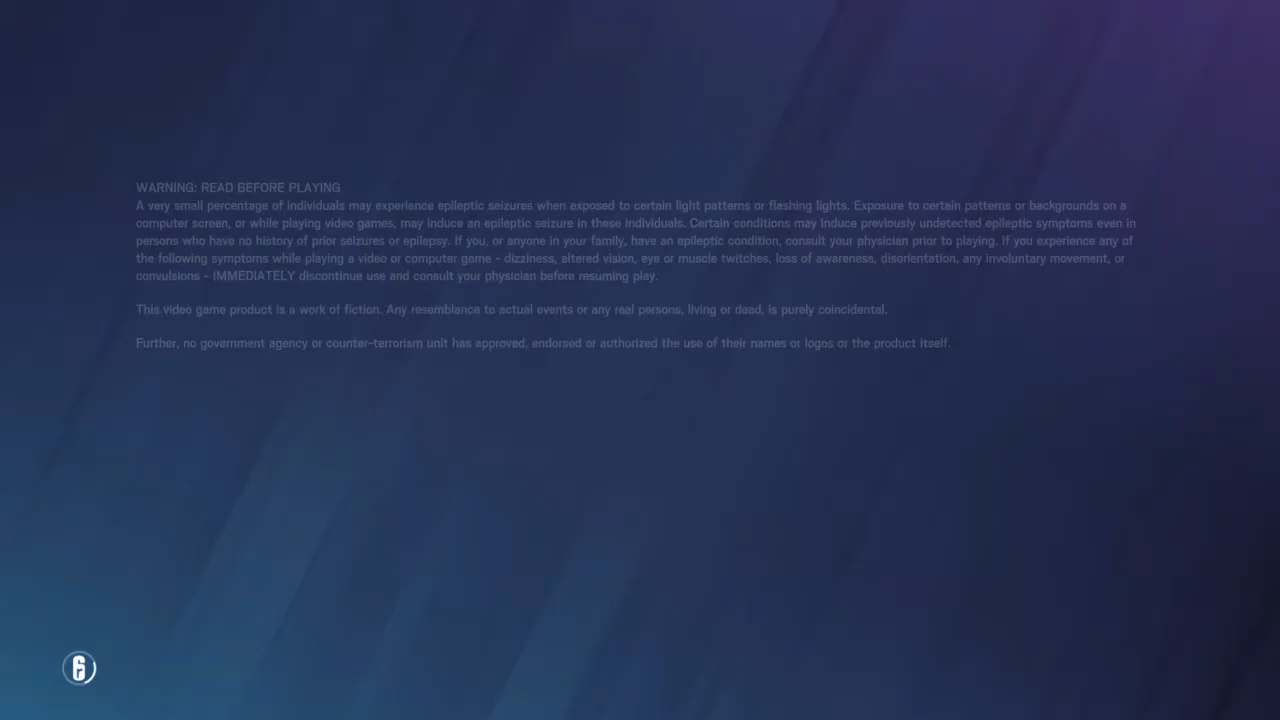 WARNING: READ BEFORE PLAYING
A very small percentage of individuals may experience epileptic seizures when exposed to certain light patterns or flashing lights. Exposure to certain patterns or backgrounds on a
computer screen, or while playing video games, may induce an epileptic seizure in these individuals. Certain conditions may induce previously undetected epileptic symptoms even in
persons who have no history of prior seizures or epilepsy. If you, or anyone in your family, have an epileptic condition, consult your physician prior to playing. If you experience any of
the following symptoms while playing a video or computer game - dizziness, altered vision, eye or muscle twitches, loss of awareness, disorientation, any involuntary movement, or
convulsions - IMMEDIATELY discontinue use and consult your physician before resuming play.
This video game product is a work of fiction. Any resemblance to actual events or any real persons, living or dead, is purely coincidental.
Further, no government agency or counter-terrorism unit has approved, endorsed or authorized the use of their names or logos or the product itself.
6